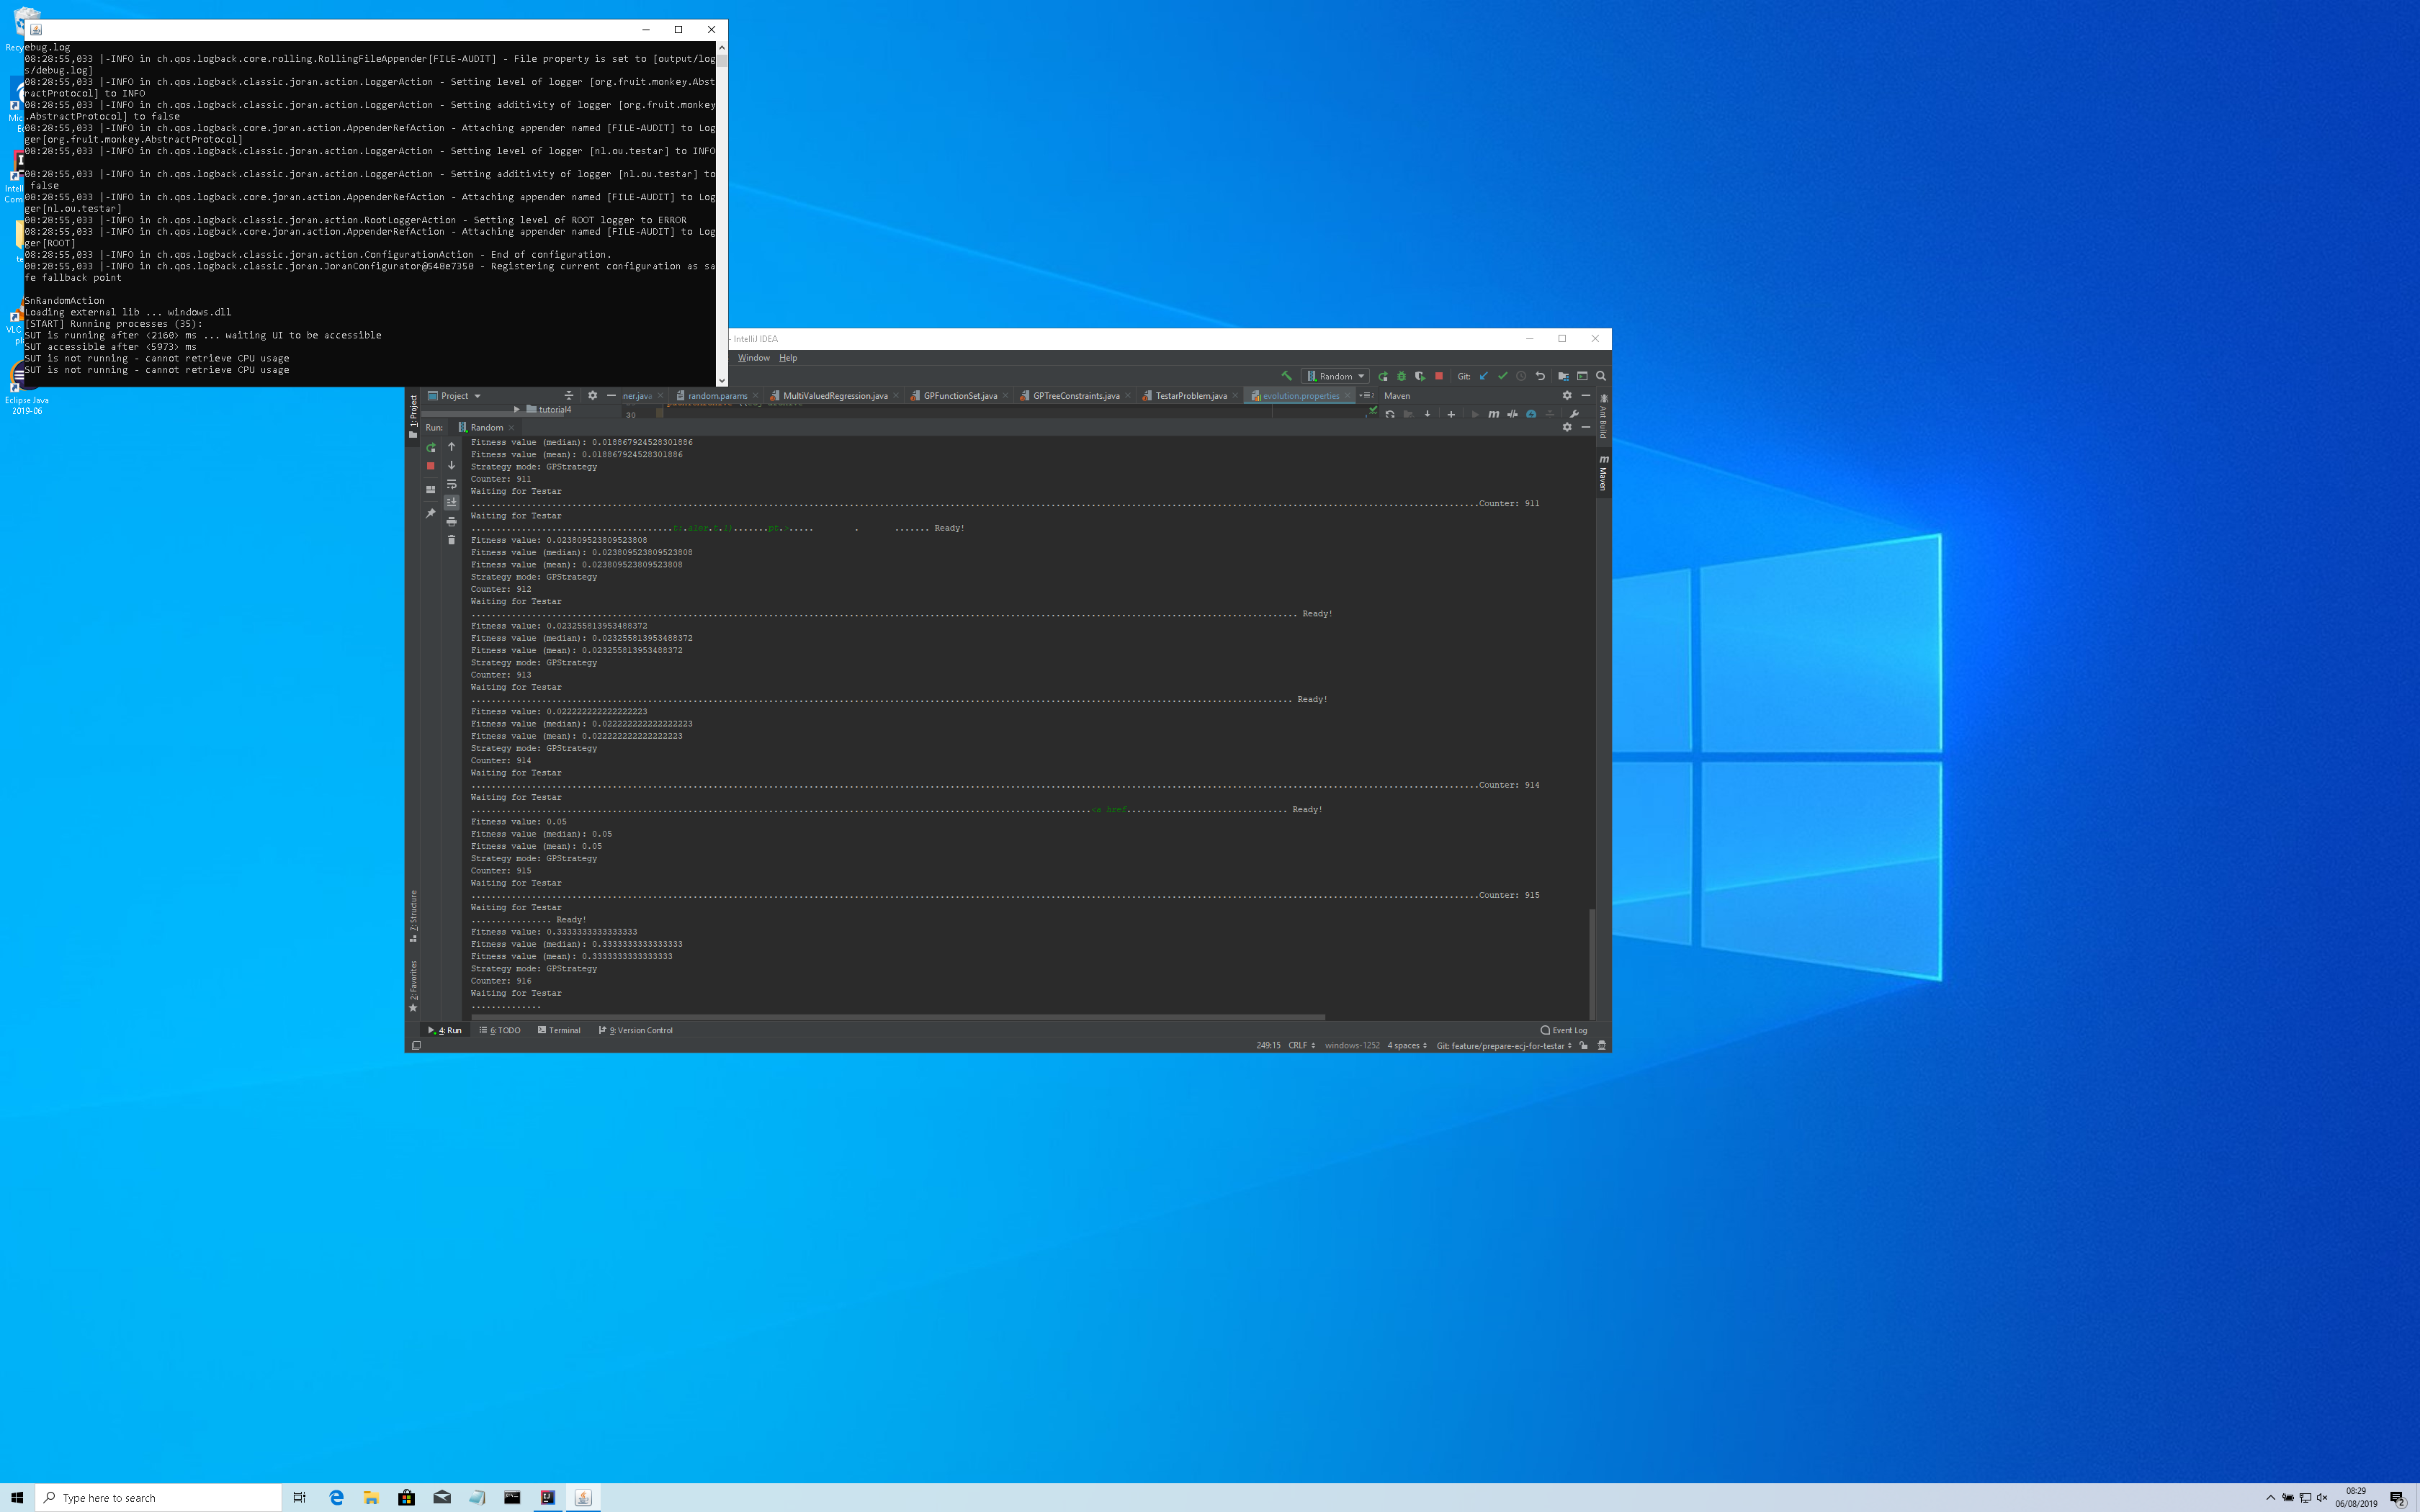 ebug.log
08:28:55,033 |-INFO in ch.qos.logback.core.rolling.RollingFileAppender[FILE-AUDIT] - File property is set to [output/log
s/debug.log]
08:28:55,033 |-INFO in ch.qos.logback.classic.joran.action.LoggerAction - Setting level of logger [org.fruit.monkey.Abst
ractProtocol] to INFO
08:28:55,033 |-INFO in ch.qos.logback.classic.joran.action.LoggerAction - Setting additivity of logger [org.fruit.monkey
.AbstractProtocol] to false
08:28:55,033 |-INFO in ch.qos.logback.core.joran.action.AppenderRefAction - Attaching appender named [FILE-AUDIT] to Log
ger[org.fruit.monkey.AbstractProtocol]
08:28:55,033 |-INFO in ch.qos.logback.classic.joran.action.LoggerAction - Setting level of logger [nl.ou.testar] to INFO
08:28:55,033 |-INFO in ch.qos.logback.classic.joran.action.LoggerAction - Setting additivity of logger [nl.ou.testar] to
false
08:28:55,033 |-INFO in ch.qos.logback.core.joran.action.AppenderRefAction - Attaching appender named [FILE-AUDIT] to Log
ger[nl.ou.testar]
08:28:55,033 |-INFO in ch.qos.logback.classic.joran.action.RootLoggerAction - Setting level of ROOT logger to ERROR
08:28:55,033 |-INFO in ch.qos.logback.core.joran.action.AppenderRefAction - Attaching appender named [FILE-AUDIT] to Log
ger[ROOT]
08:28:55,033 |-INFO in ch.qos.logback.classic.joran.action.ConfigurationAction - End of configuration.
08:28:55,033 |-INFO in ch.qos.logback.classic.joran.JoranConfigurator@548e7350 - Registering current configuration as sa
fe fallback point
SnRandomAction
Loading external lib ... windows.dll
[START] Running processes (35):
SUT is running after <2160> ms ... waiting UI to be accessible
SUT accessible after <5973> ms
SUT is not running - cannot retrieve CPU usage
SUT is not running - cannot retrieve CPU usage
Eclipse Java
2019-06
- IntelliJ IDEA
Window Help
Random Git:
1: Project
Project
ner.java random.params MultiValuedRegression.java GPFunctionSet.java GPTreeConstraints.java TestarProblem.java evolution.properties Maven
tutorial4
30
Ant Build
Maven
Run: Random
Fitness value (median): 0.018867924528301886
Fitness value (mean): 0.018867924528301886
Strategy mode: GPStrategy
Counter: 911
Waiting for Testar
Counter: 911
Waiting for Testar
Ready!
Fitness value: 0.023809523809523808
Fitness value (median): 0.023809523809523808
Fitness value (mean): 0.023809523809523808
Strategy mode: GPStrategy
Counter: 912
Waiting for Testar
Ready!
Fitness value: 0.023255813953488372
Fitness value (median): 0.023255813953488372
Fitness value (mean): 0.023255813953488372
Strategy mode: GPStrategy
Counter: 913
Waiting for Testar
Ready!
Fitness value: 0.022222222222222223
Fitness value (median): 0.022222222222222223
Fitness value (mean): 0.022222222222222223
Strategy mode: GPStrategy
Counter: 914
Waiting for Testar
Counter: 914
Waiting for Testar
<a href Ready!
Fitness value: 0.05
Fitness value (median): 0.05
Fitness value (mean): 0.05
Strategy mode: GPStrategy
Counter: 915
Waiting for Testar
Counter: 915
Waiting for Testar
................ Ready!
Fitness value: 0.3333333333333333
Fitness value (median): 0.3333333333333333
Fitness value (mean): 0.3333333333333333
Strategy mode: GPStrategy
Counter: 916
Waiting for Testar
..............
7: Structure
2: Favorites
4: Run 6: TODO Terminal 9: Version Control Event Log
249:15 CRLF windows-1252 4 spaces Git: feature/prepare-ecj-for-testar
Type here to search
08:29
06/08/2019
2